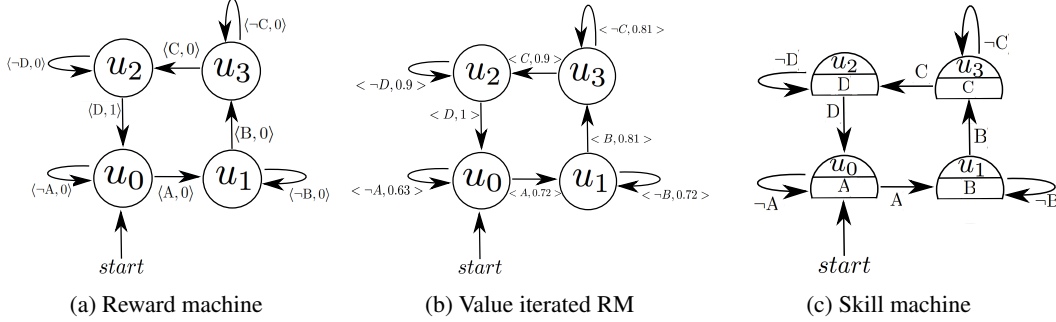 ⟨¬C, 0⟩
⟨C, 0⟩
⟨¬D, 0⟩
u₂
u₃
⟨D, 1⟩
⟨B, 0⟩
u₀
u₁
⟨¬A, 0⟩
⟨A, 0⟩
⟨¬B, 0⟩
start
(a) Reward machine
< ¬C, 0.81 >
< C, 0.9 >
u₂
u₃
< ¬D, 0.9 >
< D, 1 >
< B, 0.81 >
u₀
u₁
< ¬A, 0.63 >
< A, 0.72 >
< ¬B, 0.72 >
start
(b) Value iterated RM
¬C
¬D
u₂
D
C
u₃
C
D
B
u₀
A
u₁
B
¬A
A
¬B
start
(c) Skill machine